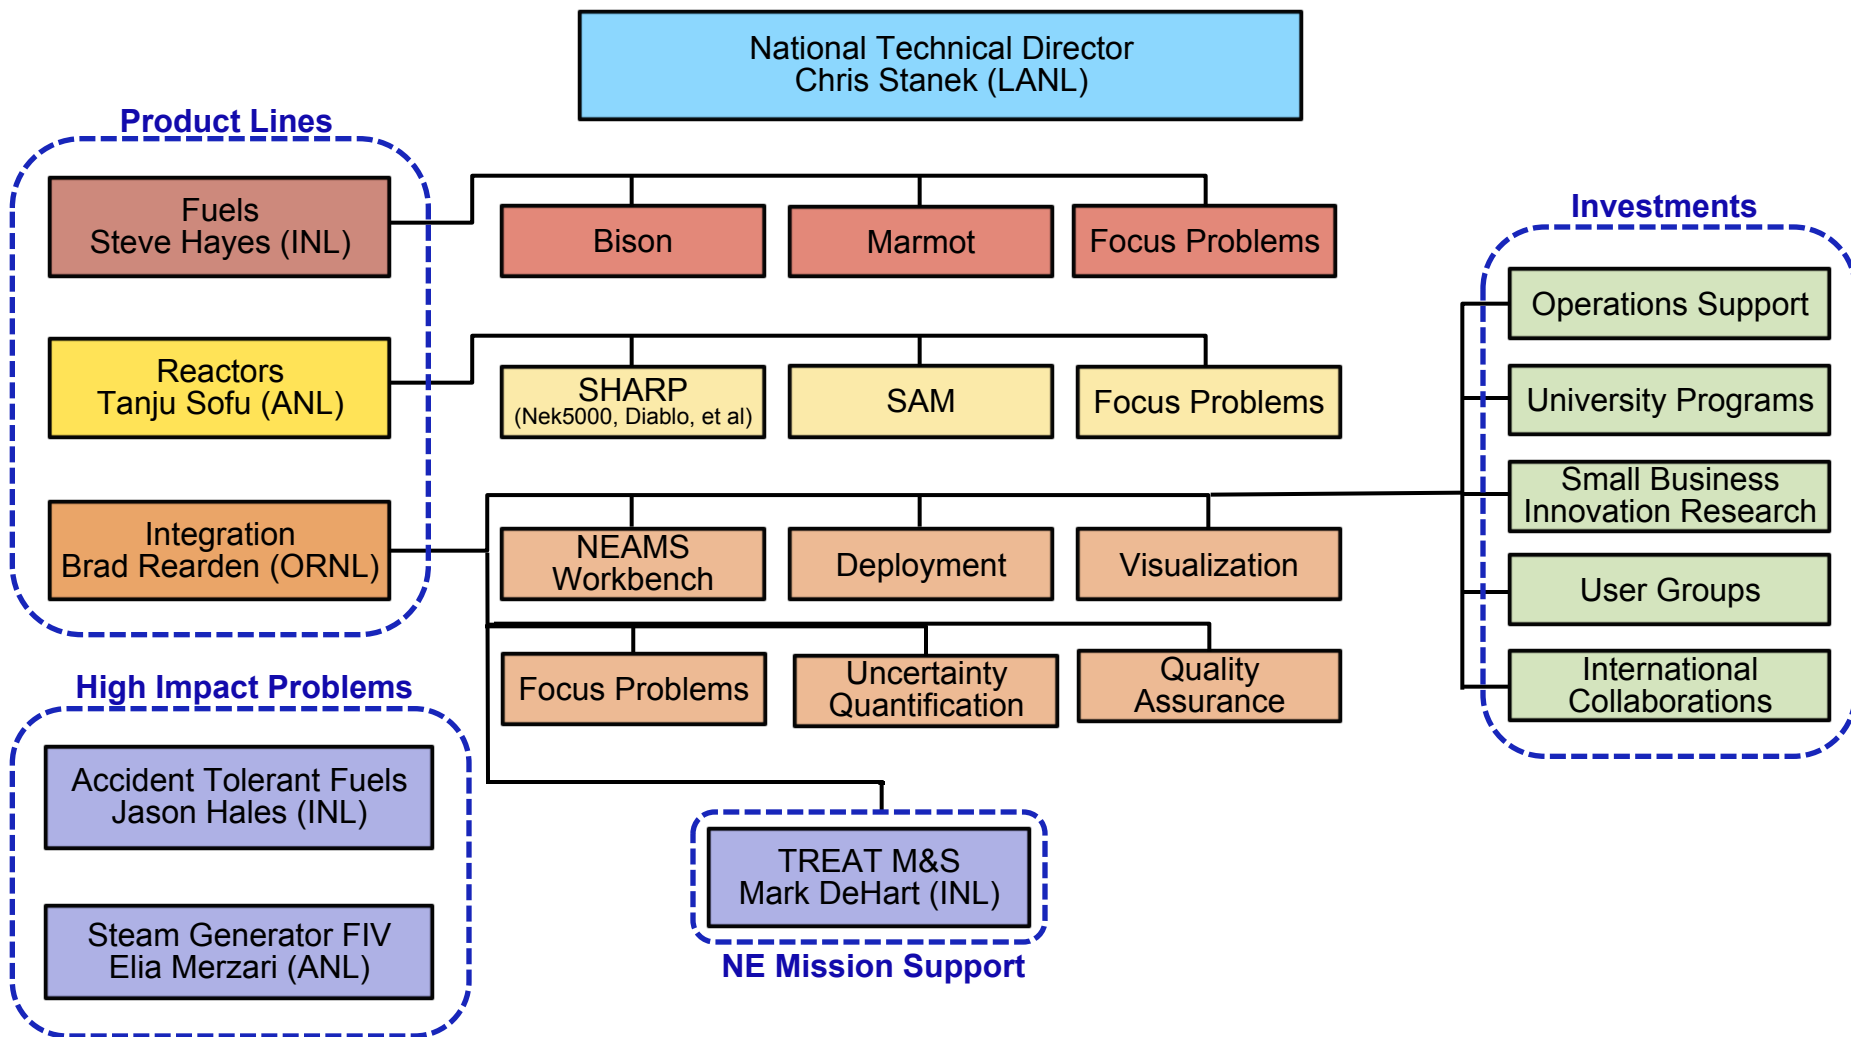 National Technical Director
Chris Stanek (LANL)
Product Lines
Fuels
Steve Hayes (INL)
Bison
Marmot
Focus Problems
Reactors
Tanju Sofu (ANL)
SHARP
(Nek5000, Diablo, et al)
SAM
Focus Problems
Integration
Brad Rearden (ORNL)
NEAMS
Workbench
Deployment
Visualization
Focus Problems
Uncertainty
Quantification
Quality
Assurance
Investments
Operations Support
University Programs
Small Business
Innovation Research
User Groups
International
Collaborations
High Impact Problems
Accident Tolerant Fuels
Jason Hales (INL)
Steam Generator FIV
Elia Merzari (ANL)
TREAT M&S
Mark DeHart (INL)
NE Mission Support